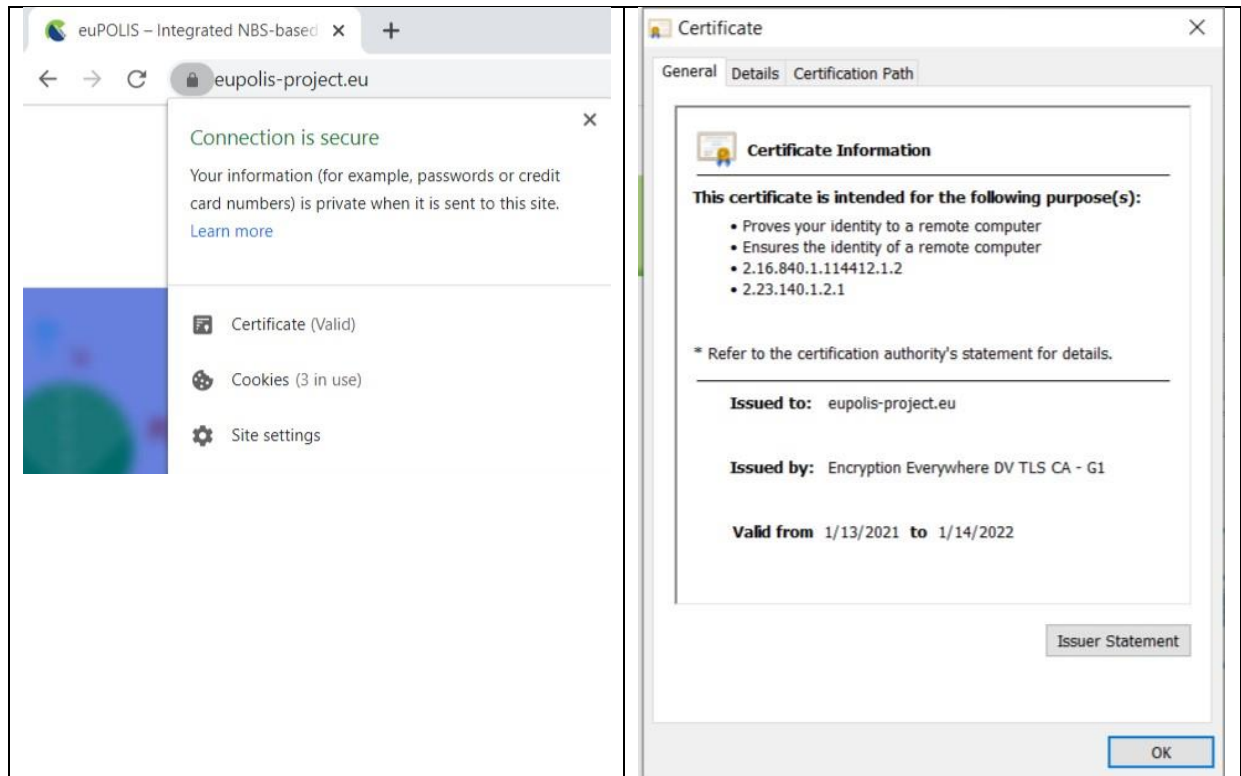 euPOLIS – Integrated NBS-based
eupolis-project.eu
Connection is secure
Your information (for example, passwords or credit
card numbers) is private when it is sent to this site.
Learn more
Certificate (Valid)
Cookies (3 in use)
Site settings
Certificate
General Details Certification Path
Certificate Information
This certificate is intended for the following purpose(s):
• Proves your identity to a remote computer
• Ensures the identity of a remote computer
• 2.16.840.1.114412.1.2
• 2.23.140.1.2.1
* Refer to the certification authority's statement for details.
Issued to: eupolis-project.eu
Issued by: Encryption Everywhere DV TLS CA - G1
Valid from 1/13/2021 to 1/14/2022
Issuer Statement
OK